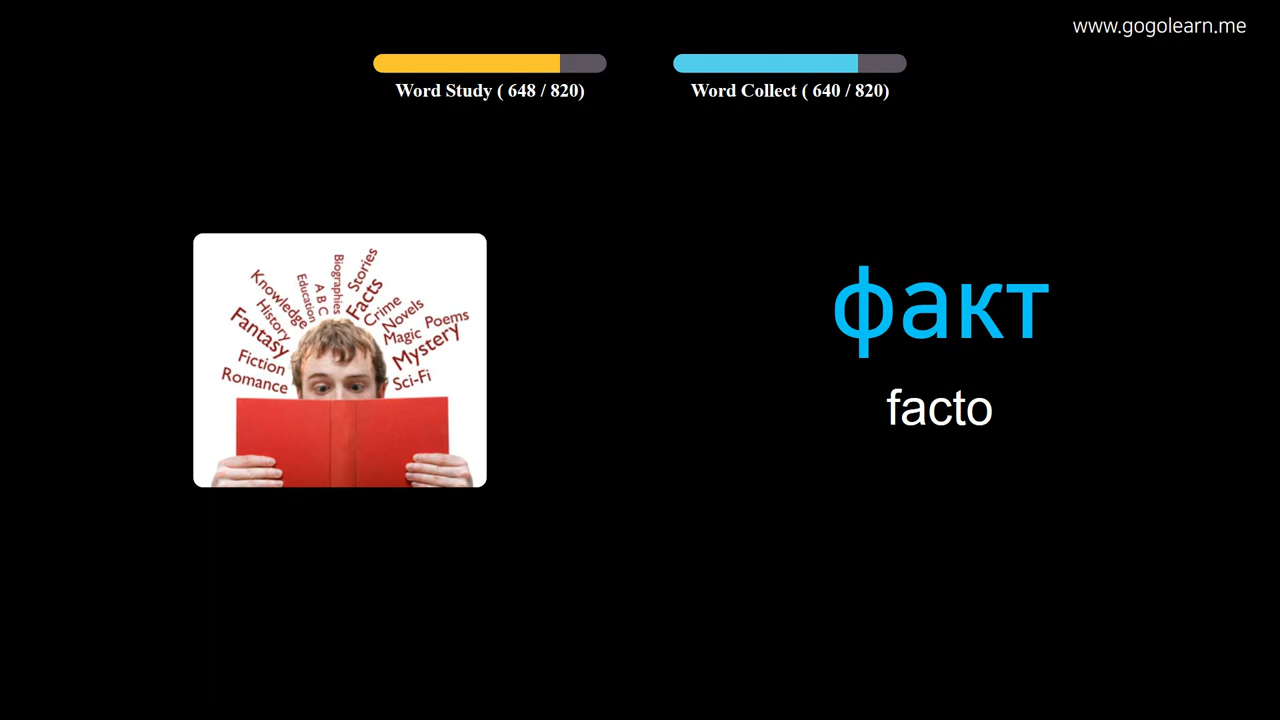 www.gogolearn.me
Word Study ( 648 / 820)
Word Collect ( 640 / 820)
Knowledge
History
Fantasy
Fiction
Romance
Education
A B C
Biographies
Stories
Facts
Crime
Novels
Magic
Poems
Mystery
Sci-Fi
факт
facto